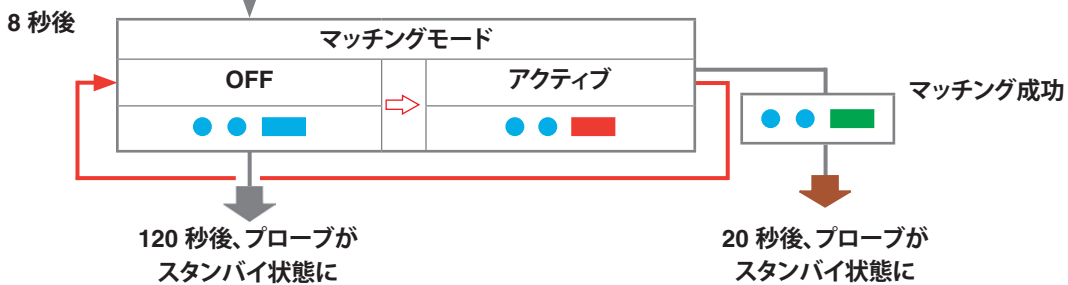 8 秒後
マッチングモード
OFF
アクティブ
マッチング成功
120 秒後、プローブが
スタンバイ状態に
20 秒後、プローブが
スタンバイ状態に